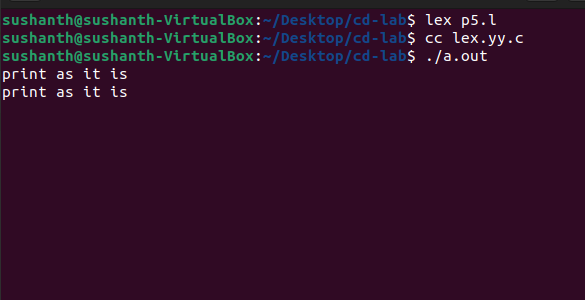 sushanth@sushanth-VirtualBox:~/Desktop/cd-lab$ lex p5.l
sushanth@sushanth-VirtualBox:~/Desktop/cd-lab$ cc lex.yy.c
sushanth@sushanth-VirtualBox:~/Desktop/cd-lab$ ./a.out
print as it is
print as it is